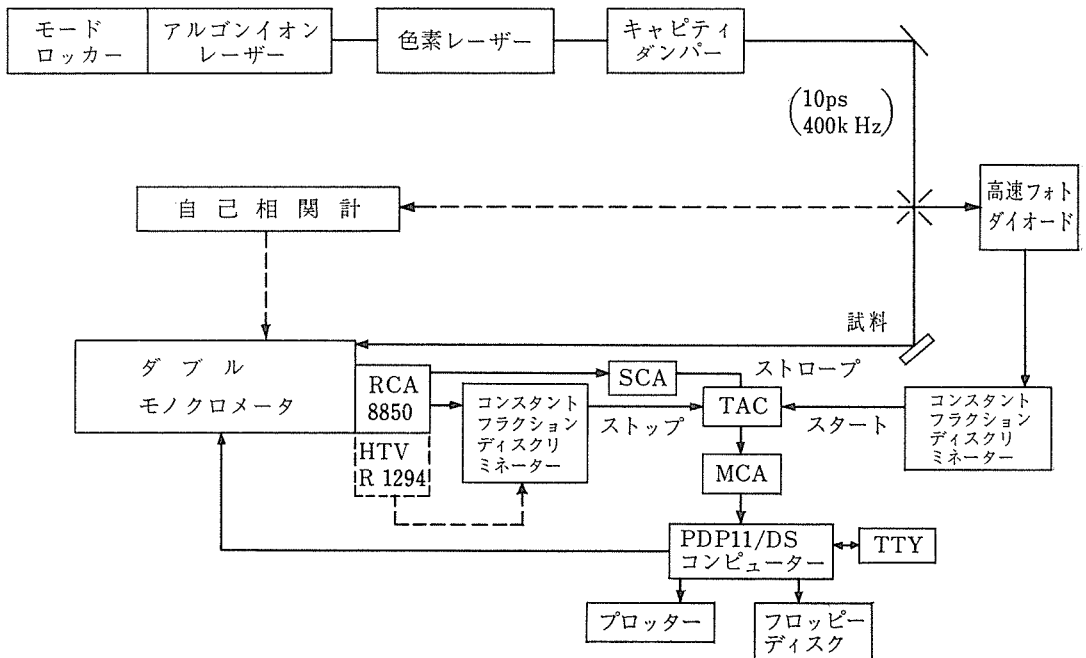 モード
ロッカー
アルゴンイオン
レーザー
色素レーザー
キャピティ
ダンパー
(10ps
400k Hz)
自己相関計
高速フォト
ダイオード
試料
ダブル
モノクロメータ
RCA
8850
HTV
R 1294
コンスタント
フラクション
ディスクリ
ミネーター
SCA
ストロープ
ストップ
TAC
スタート
コンスタント
フラクション
ディスクリ
ミネーター
MCA
PDP11/DS
コンピューター
TTY
プロッター
フロッピー
ディスク